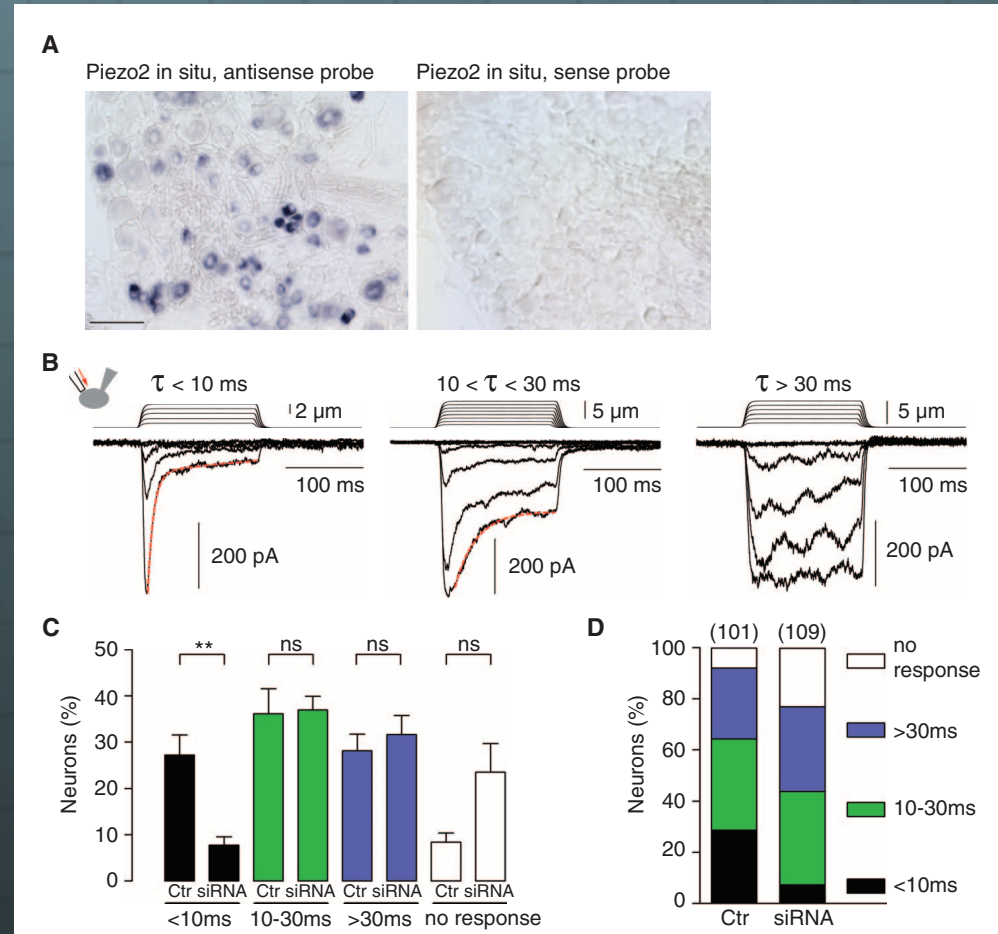 A
Piezo2 in situ, antisense probe
Piezo2 in situ, sense probe
B
τ < 10 ms
2 µm
10 < τ < 30 ms
5 µm
τ > 30 ms
5 µm
100 ms
100 ms
100 ms
200 pA
200 pA
200 pA
C
Neurons (%)
50
40
30
20
10
0
**
ns
ns
ns
Ctr siRNA
Ctr siRNA
Ctr siRNA
Ctr siRNA
<10ms
10-30ms
>30ms
no response
D
Neurons (%)
100
80
60
40
20
0
(101)
(109)
Ctr
siRNA
no
response
>30ms
10-30ms
<10ms